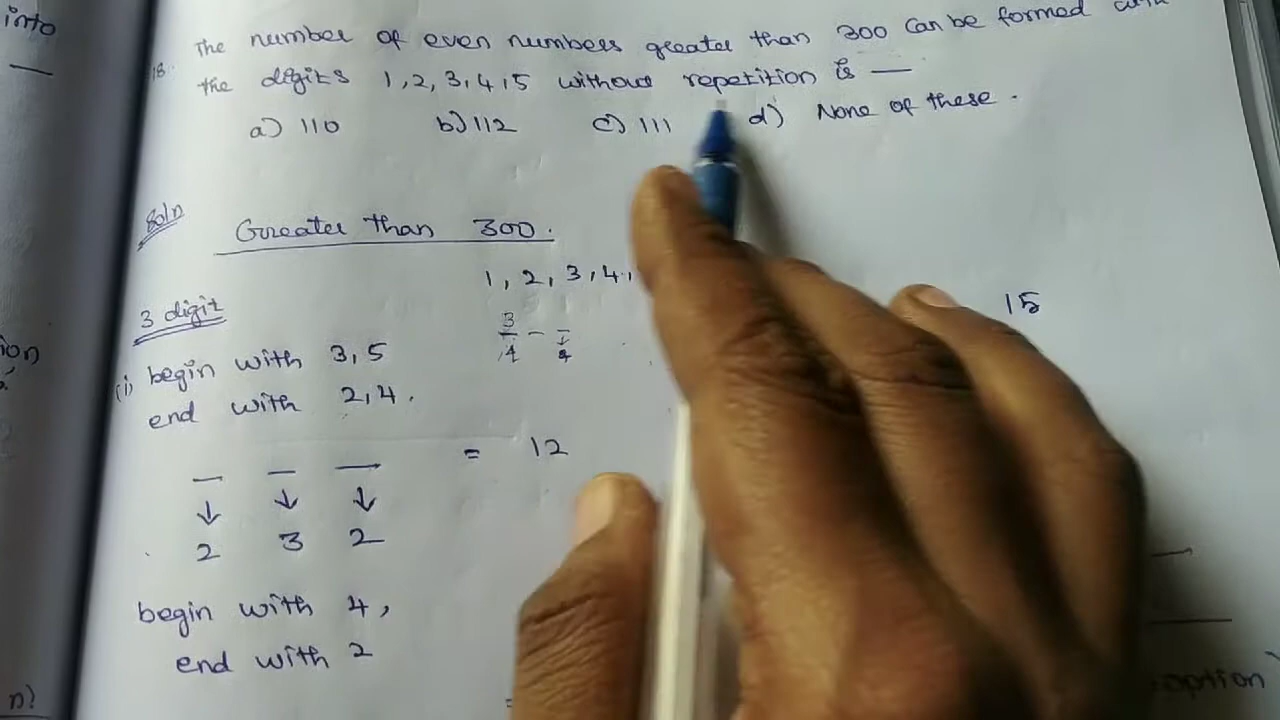 into
18. The number of even numbers greater than 300 can be formed with
the digits 1,2,3,4,5 without repetition is —
a) 110 b) 112 c) 111 d) None of these.
Soln
Greater than 300.
1, 2, 3, 4,
3 digit
3 - -
4 4
15
(i) begin with 3,5
end with 2,4.
= 12
2 3 2
begin with 4,
end with 2
option
n)